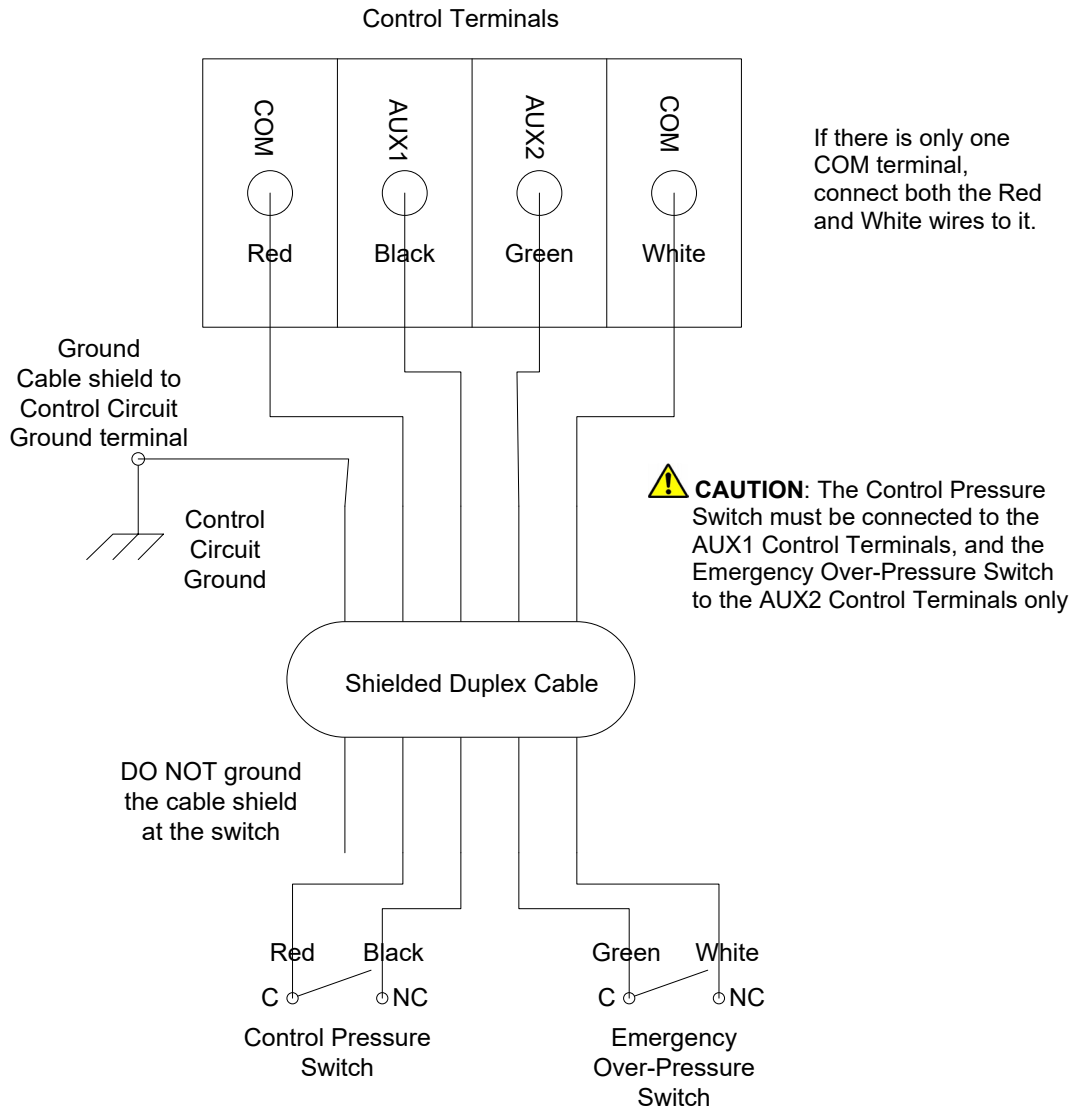 Control Terminals
COM
AUX1
AUX2
COM
Red
Black
Green
White
If there is only one
COM terminal,
connect both the Red
and White wires to it.
Ground
Cable shield to
Control Circuit
Ground terminal
Control
Circuit
Ground
CAUTION: The Control Pressure
Switch must be connected to the
AUX1 Control Terminals, and the
Emergency Over-Pressure Switch
to the AUX2 Control Terminals only
Shielded Duplex Cable
DO NOT ground
the cable shield
at the switch
Red
Black
C
NC
Control Pressure
Switch
Green
White
C
NC
Emergency
Over-Pressure
Switch